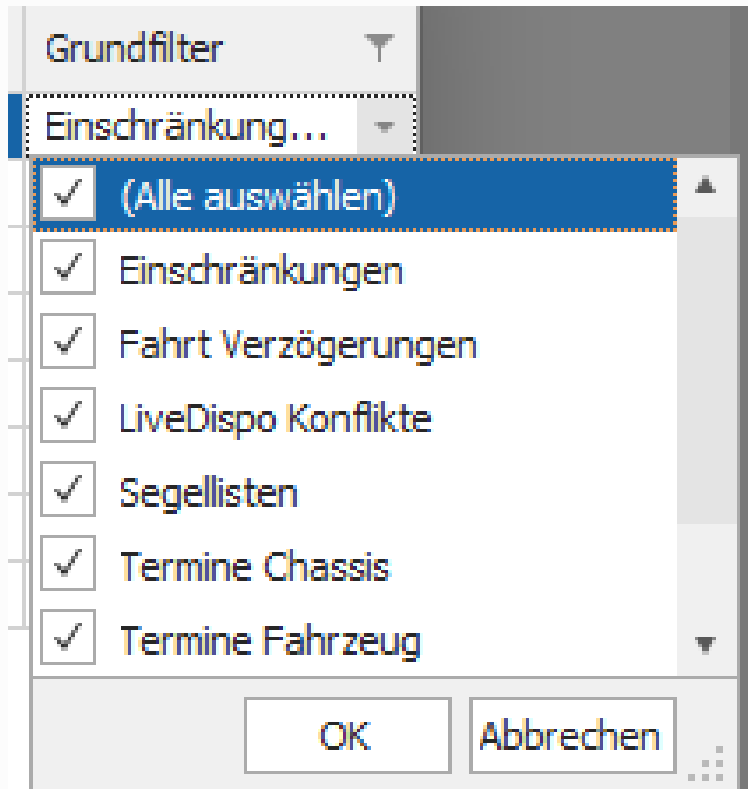 Grundfilter
Einschränkung...
(Alle auswählen)
Einschränkungen
Fahrt Verzögerungen
LiveDispo Konflikte
Segellisten
Termine Chassis
Termine Fahrzeug
OK Abbrechen